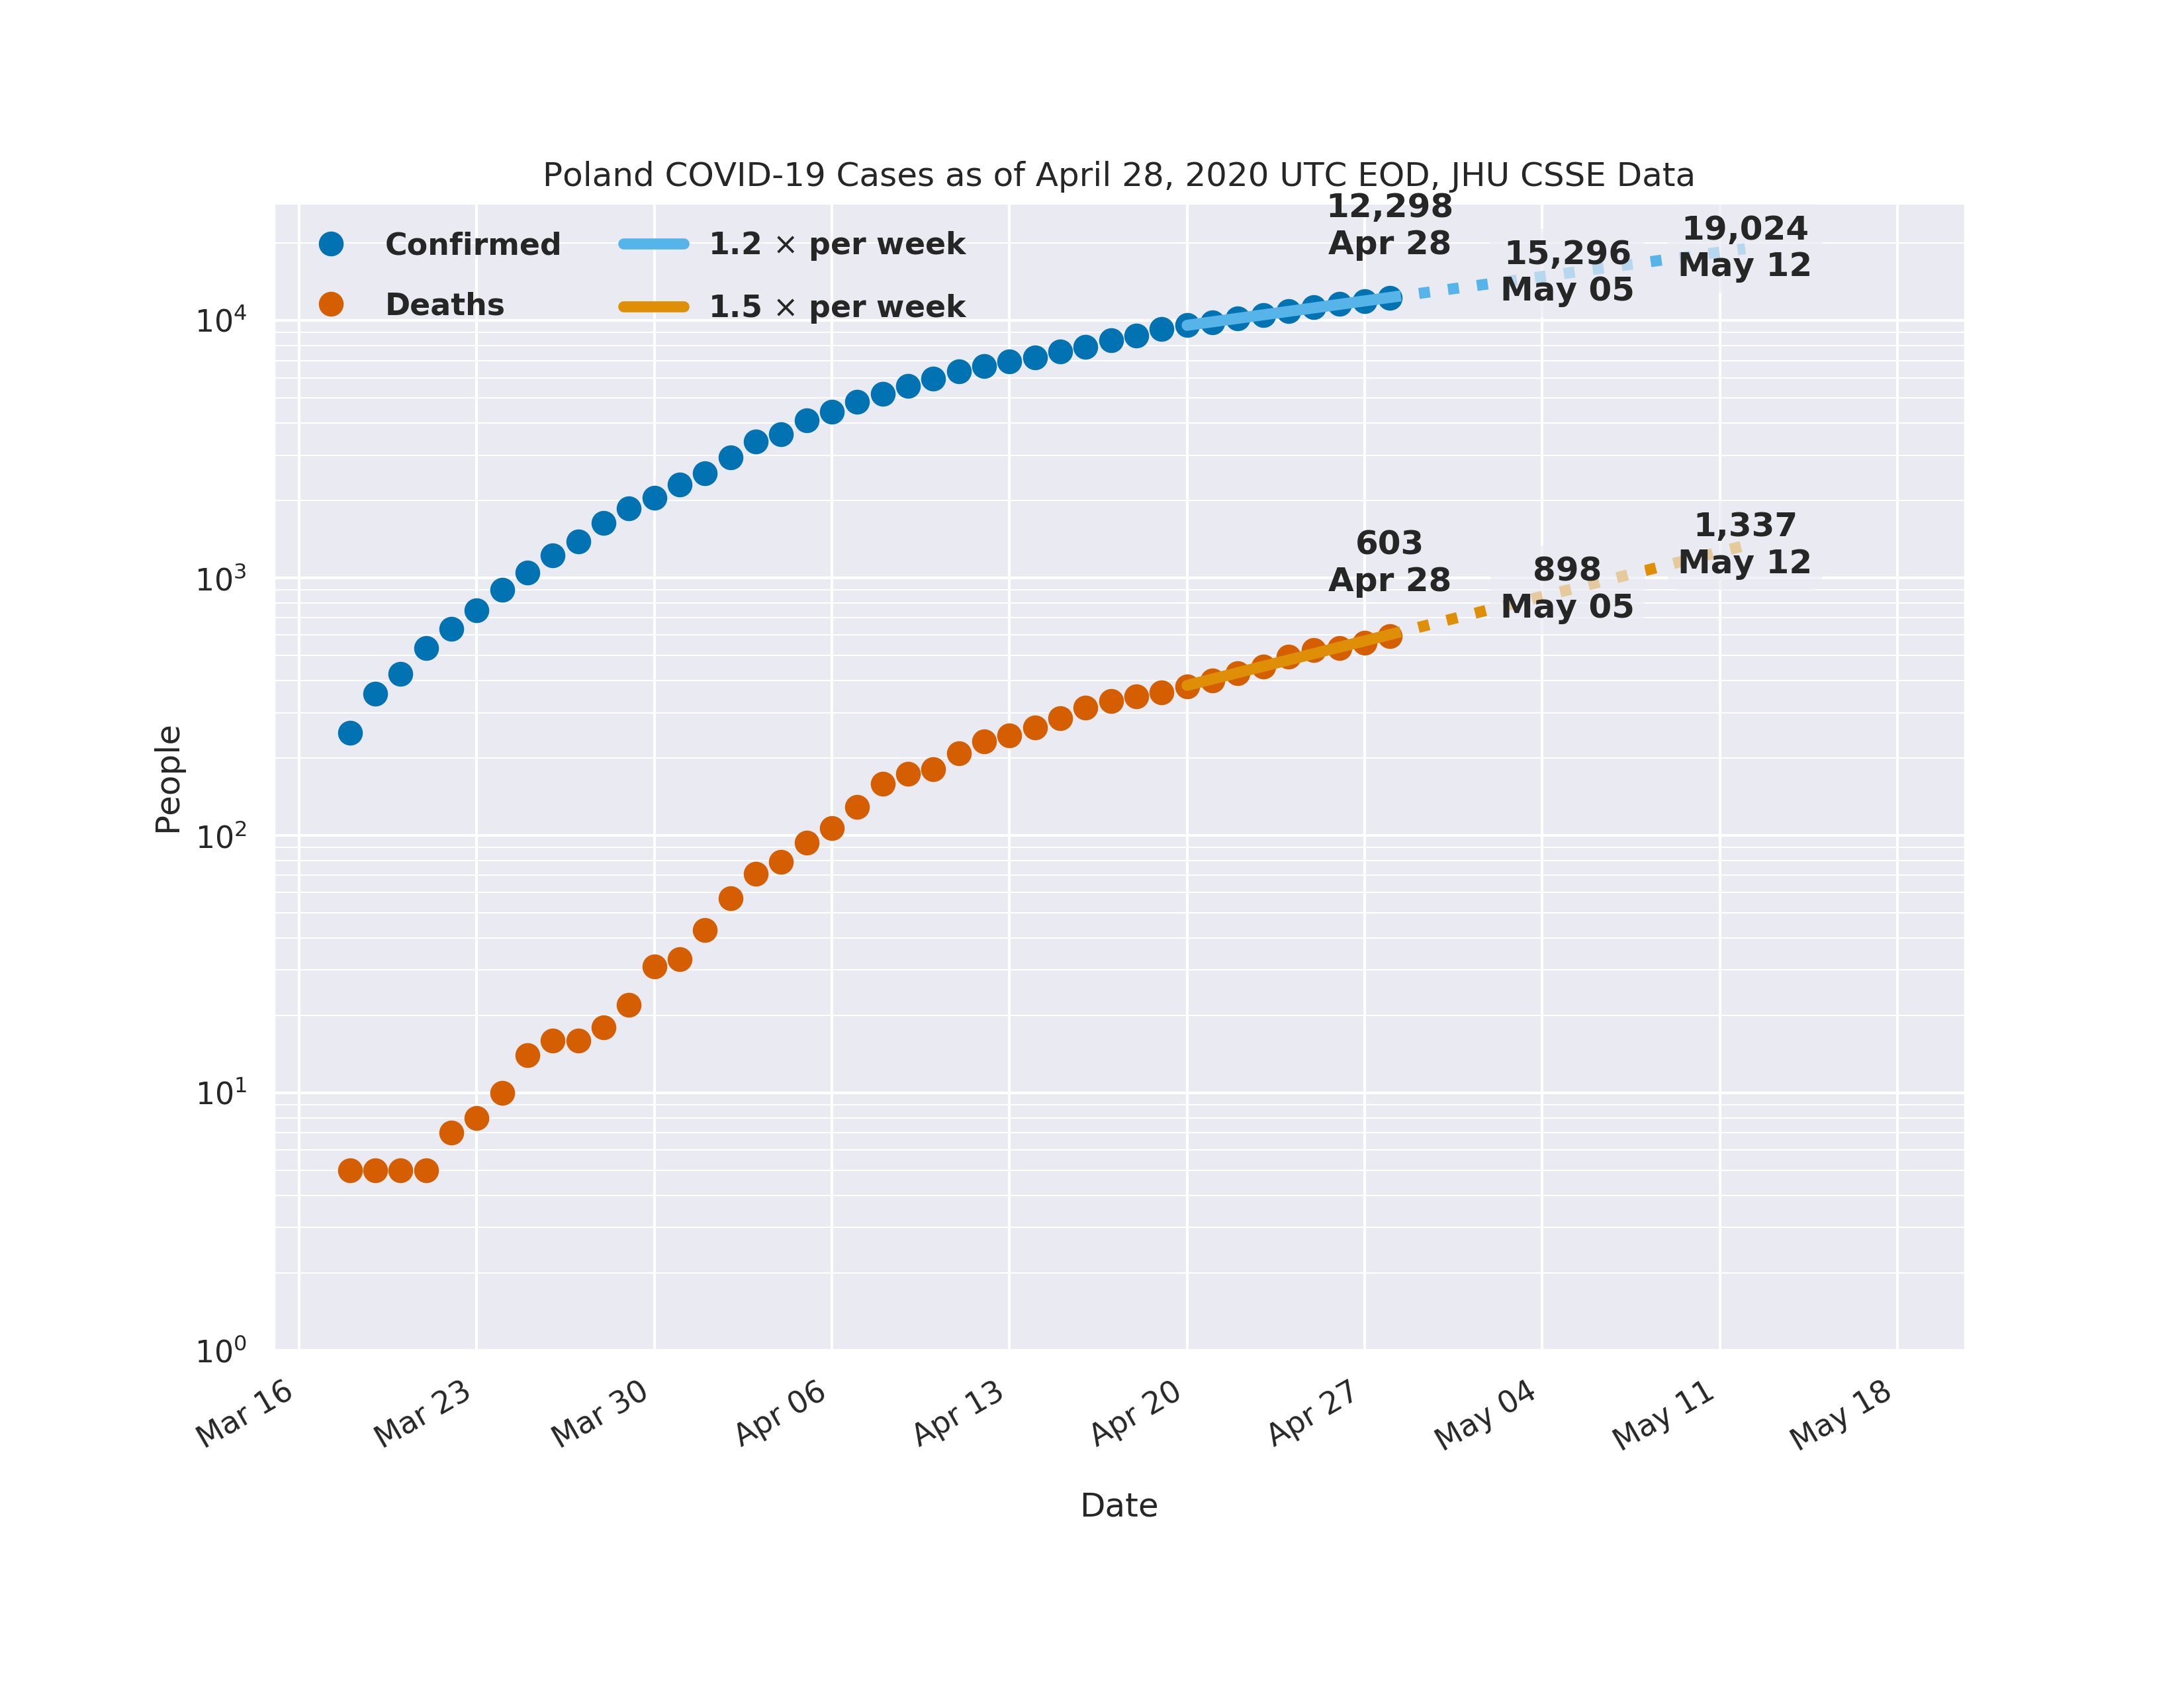 Poland COVID-19 Cases as of April 28, 2020 UTC EOD, JHU CSSE Data
Confirmed
Deaths
1.2 × per week
1.5 × per week
12,298
Apr 28
15,296
May 05
19,024
May 12
603
Apr 28
898
May 05
1,337
May 12
People
10⁴
10³
10²
10¹
10⁰
Mar 16
Mar 23
Mar 30
Apr 06
Apr 13
Apr 20
Apr 27
May 04
May 11
May 18
Date